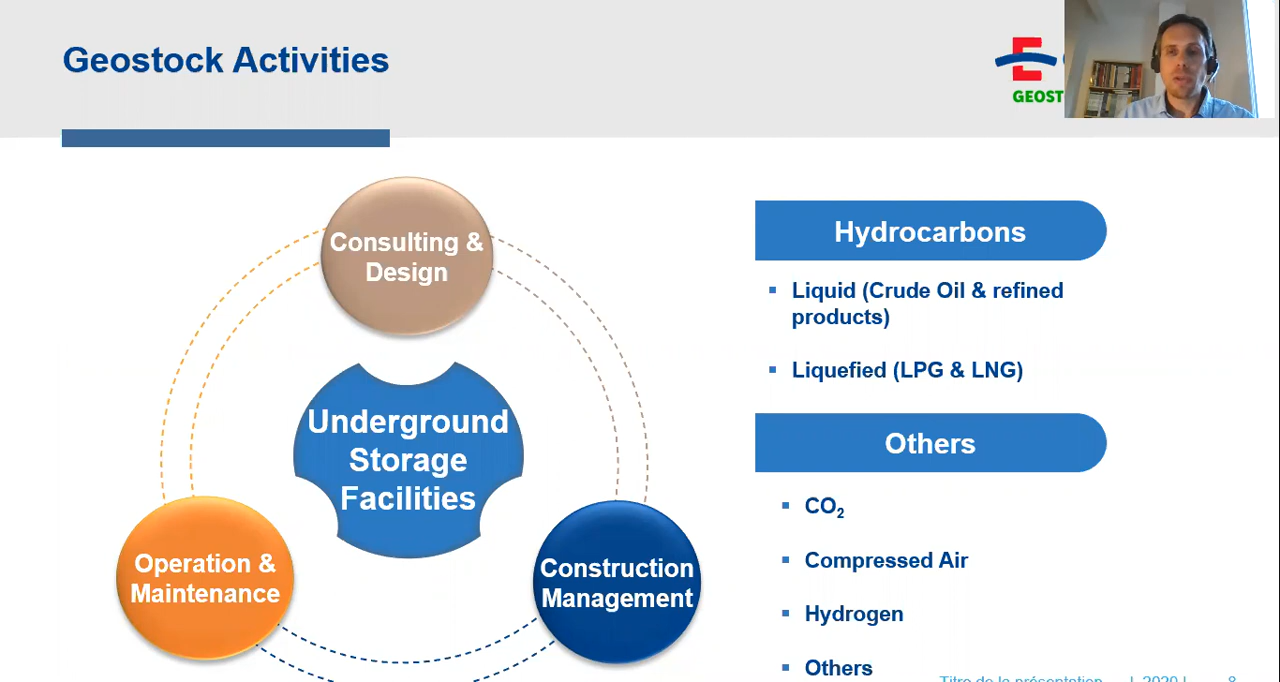 Geostock Activities
GEOST
Consulting &
Design
Underground
Storage
Facilities
Operation &
Maintenance
Construction
Management
Hydrocarbons
Liquid (Crude Oil & refined
products)
Liquefied (LPG & LNG)
Others
CO₂
Compressed Air
Hydrogen
Others
Titre de la présentation | 2020 | 8